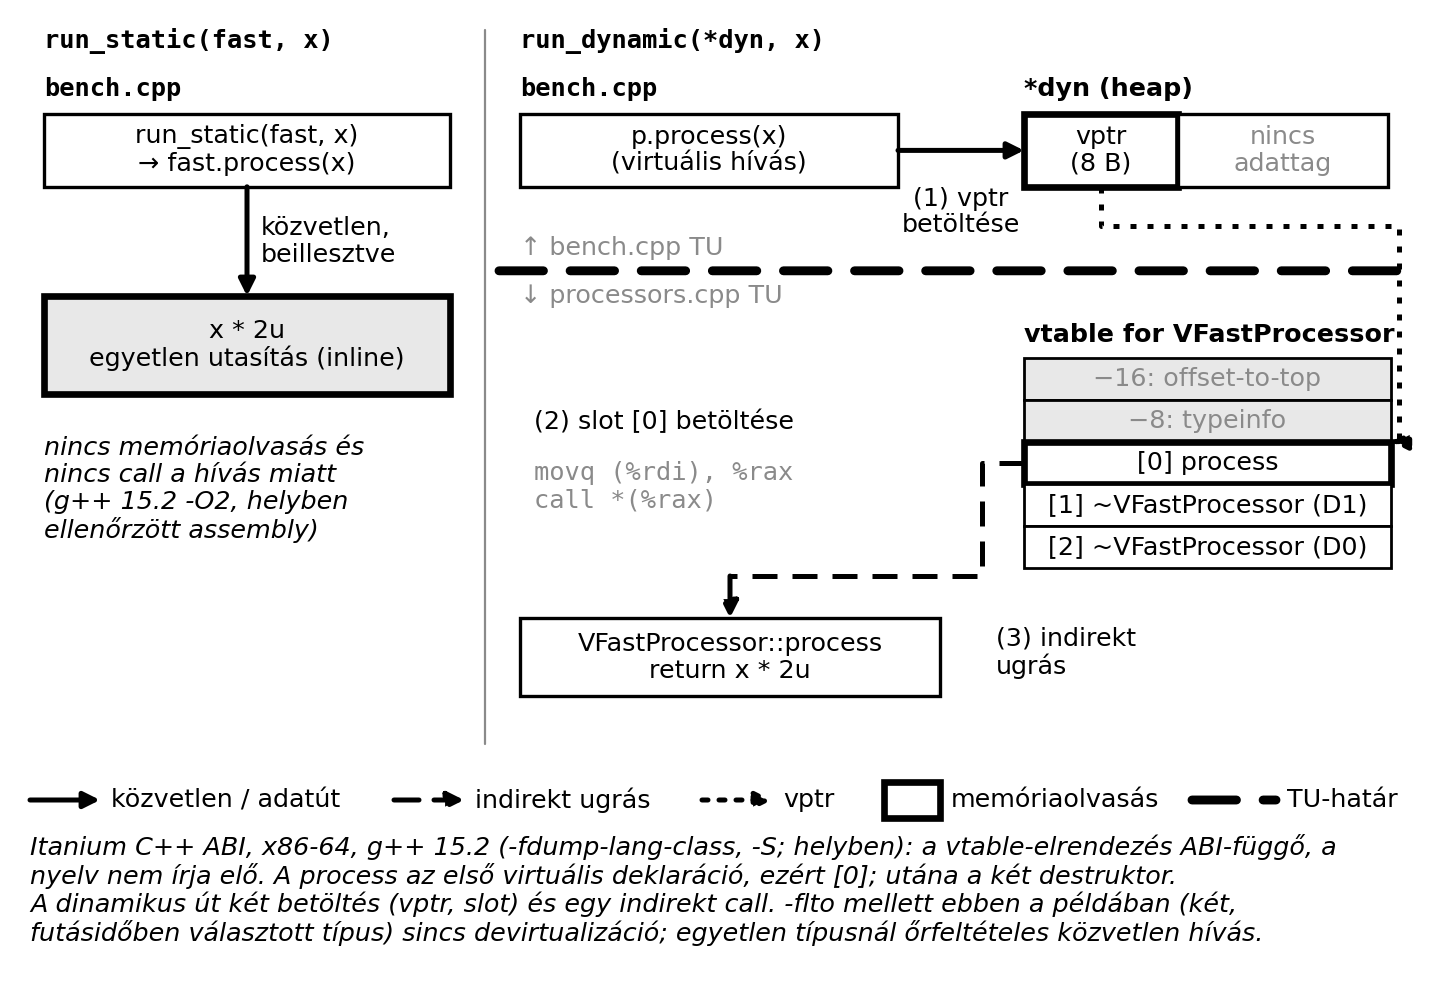 run_static(fast, x)
bench.cpp
run_static(fast, x)
→ fast.process(x)
közvetlen,
beillesztve
x * 2u
egyetlen utasítás (inline)
nincs memóriaolvasás és
nincs call a hívás miatt
(g++ 15.2 -O2, helyben
ellenőrzött assembly)
run_dynamic(*dyn, x)
bench.cpp
p.process(x)
(virtuális hívás)
(1) vptr
betöltése
*dyn (heap)
vptr
(8 B)
nincs
adattag
↑ bench.cpp TU
↓ processors.cpp TU
vtable for VFastProcessor
−16: offset-to-top
−8: typeinfo
[0] process
[1] ~VFastProcessor (D1)
[2] ~VFastProcessor (D0)
(2) slot [0] betöltése
movq (%rdi), %rax
call *(%rax)
VFastProcessor::process
return x * 2u
(3) indirekt
ugrás
közvetlen / adatút
indirekt ugrás
vptr
memóriaolvasás
TU-határ
Itanium C++ ABI, x86-64, g++ 15.2 (-fdump-lang-class, -S; helyben): a vtable-elrendezés ABI-függő, a
nyelv nem írja elő. A process az első virtuális deklaráció, ezért [0]; utána a két destruktor.
A dinamikus út két betöltés (vptr, slot) és egy indirekt call. -flto mellett ebben a példában (két,
futásidőben választott típus) sincs devirtualizáció; egyetlen típusnál őrfeltételes közvetlen hívás.